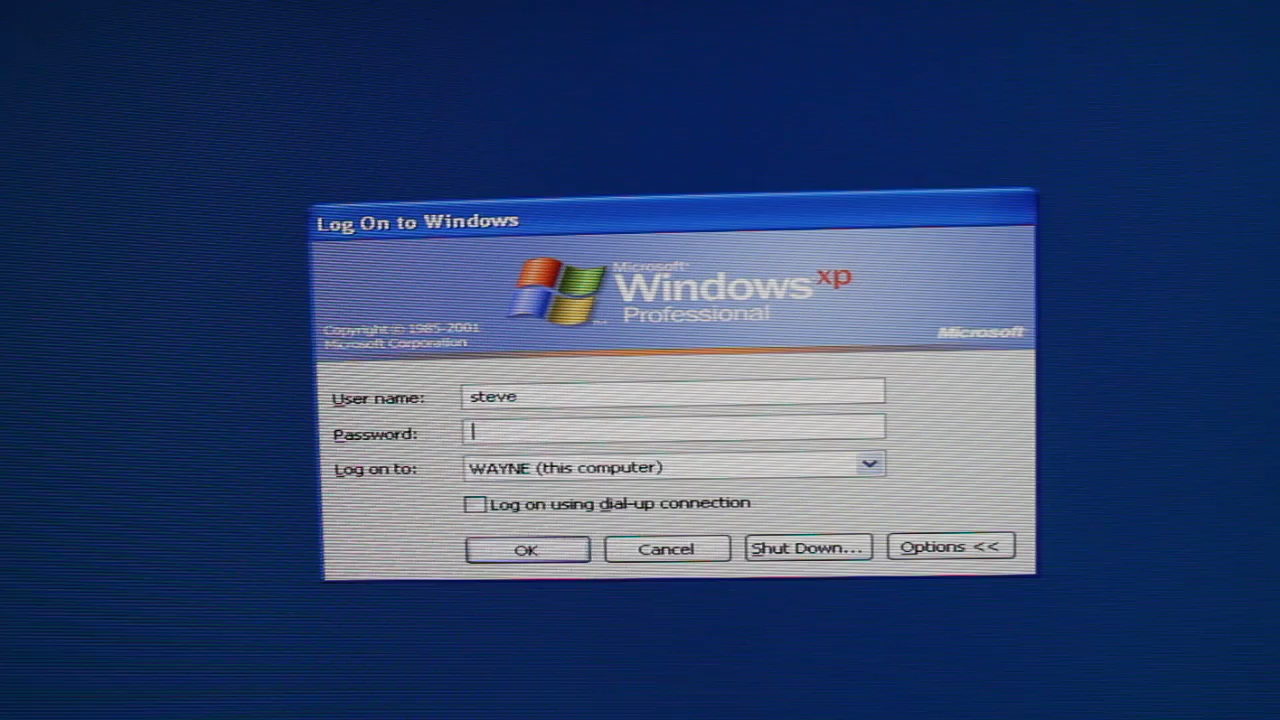 Log On to Windows
Microsoft
Windows xp
Professional
Copyright © 1985-2001
Microsoft Corporation
Microsoft
User name: steve
Password:
Log on to: WAYNE (this computer)
Log on using dial-up connection
OK Cancel Shut Down... Options <<